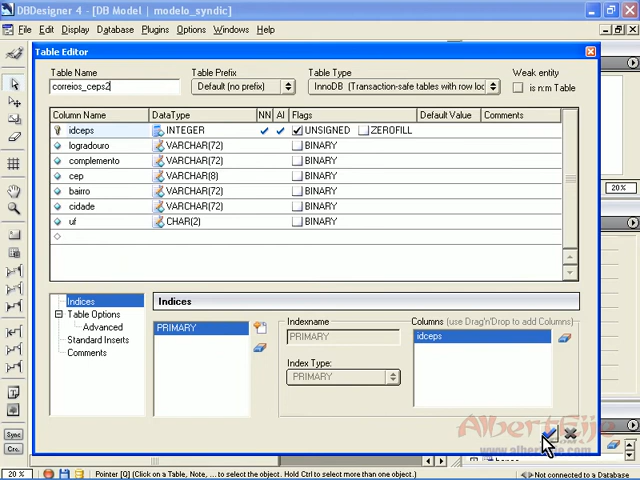 DBDesigner 4 - [DB Model | modelo_syndic]
File Edit Display Database Plugins Options Windows Help
Table Editor
Table Name
Table Prefix
Table Type
Weak entity
correios_ceps2
Default (no prefix)
InnoDB (Transaction-safe tables with row loc
is n:m Table
Column Name DataType NN AI Flags Default Value Comments
idceps INTEGER UNSIGNED ZEROFILL
logradouro VARCHAR(72) BINARY
complemento VARCHAR(72) BINARY
cep VARCHAR(8) BINARY
bairro VARCHAR(72) BINARY
cidade VARCHAR(72) BINARY
uf CHAR(2) BINARY
Indices
Table Options
Advanced
Standard Inserts
Comments
Indices
PRIMARY
Indexname
PRIMARY
Index Type:
PRIMARY
Columns (use Drag'n'Drop to add Columns)
idceps
AlbertEije
20 %
20 %
Sync
Cnc.
20 % Pointer [Q] (Click on a Table, Note, ... to select the object. Hold Ctrl to select more than one object.) Not connected to a Database